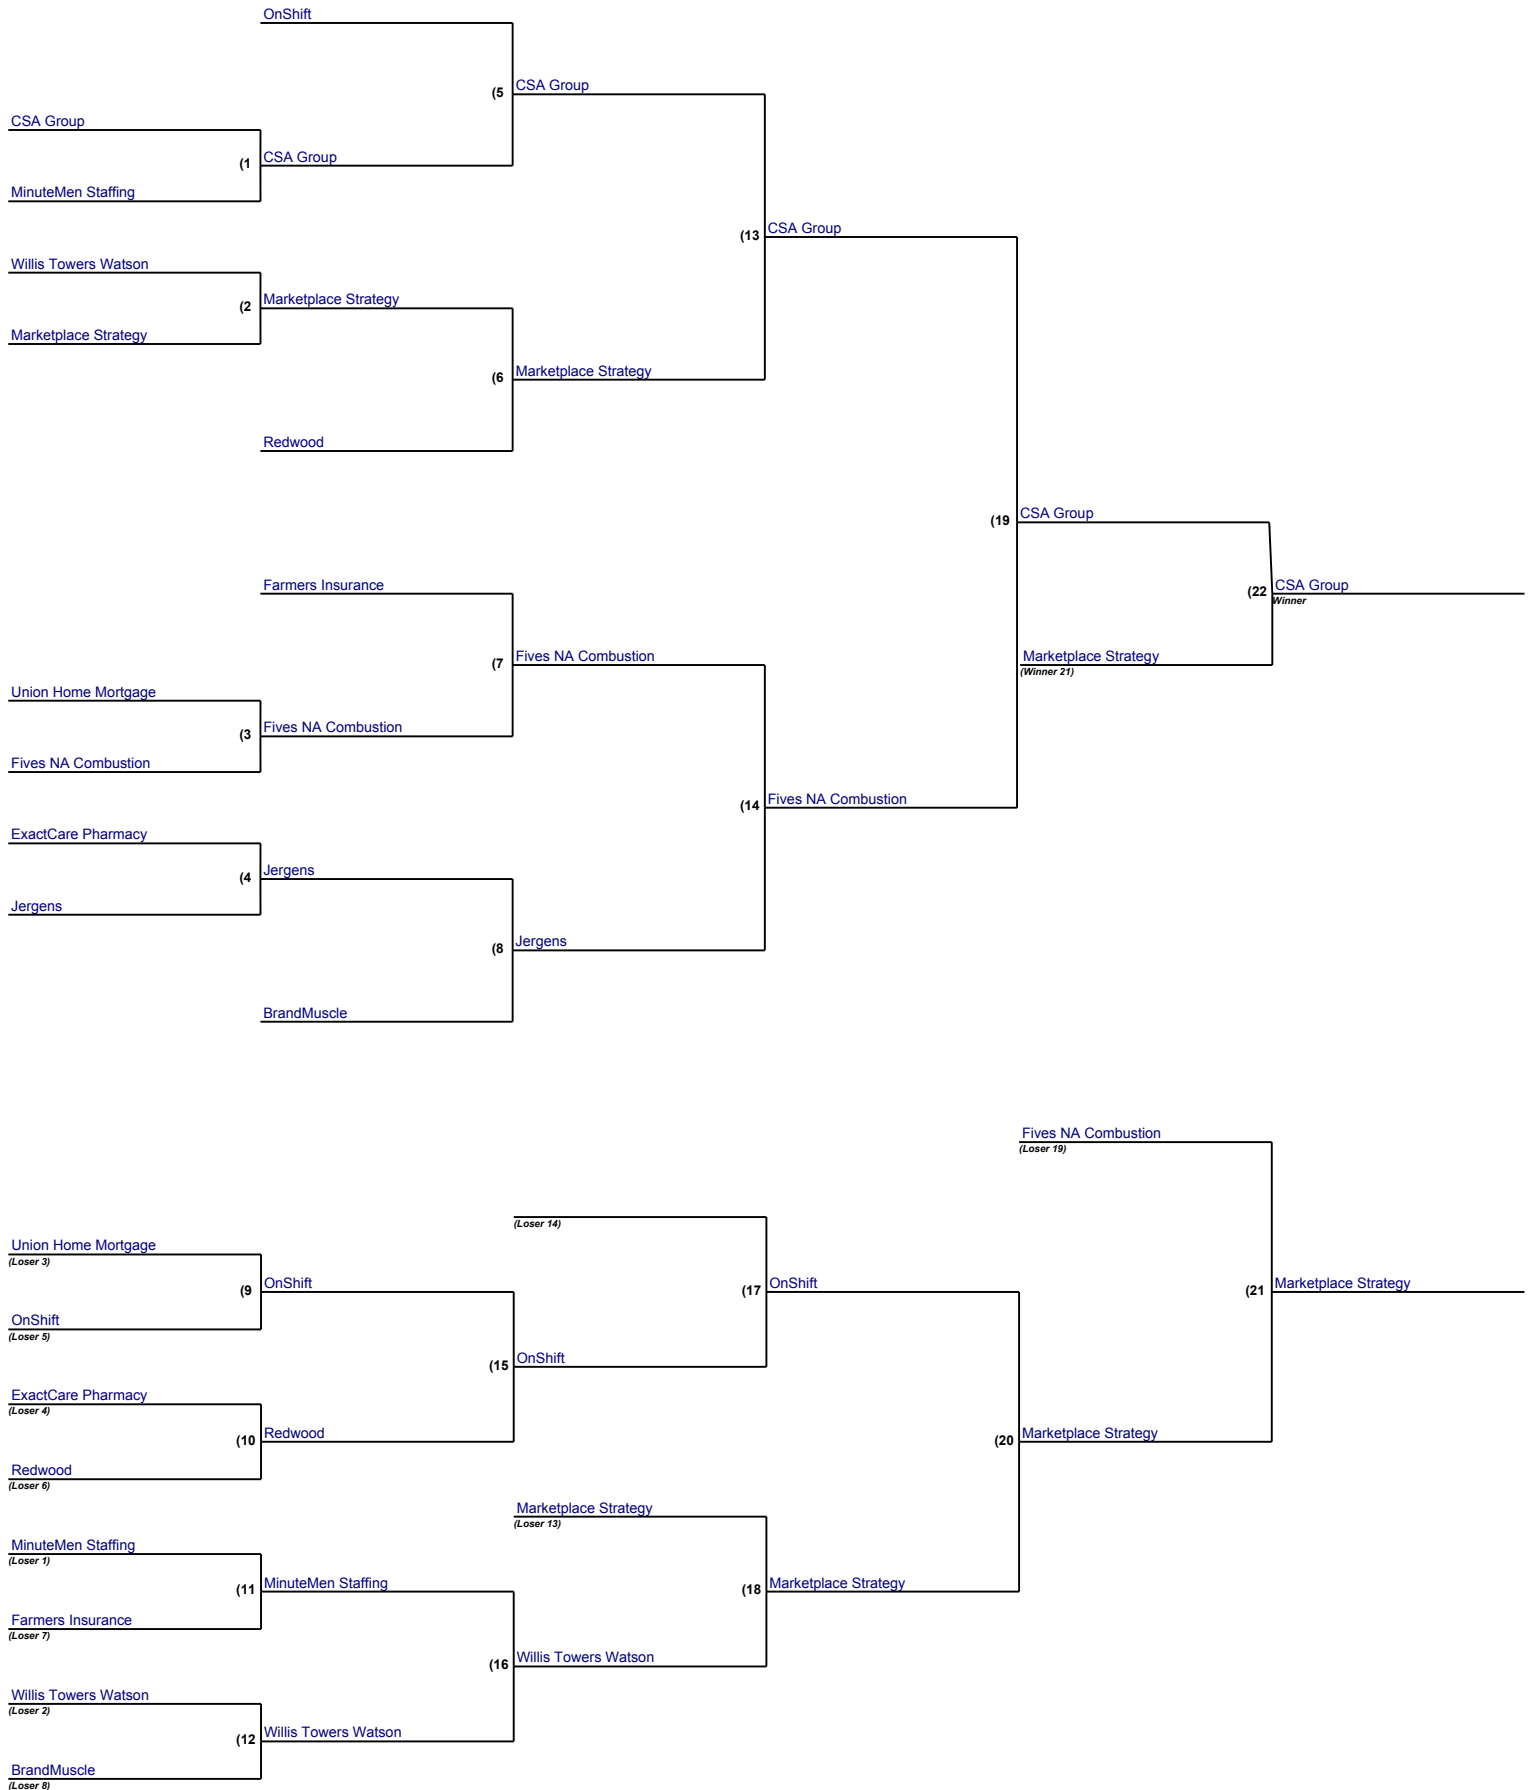 OnShift
(5 CSA Group
CSA Group
(1 CSA Group
MinuteMen Staffing
(13 CSA Group
Willis Towers Watson
(2 Marketplace Strategy
Marketplace Strategy
(6 Marketplace Strategy
Redwood
(19 CSA Group
Farmers Insurance
(22 CSA Group
Winner
(7 Fives NA Combustion
Marketplace Strategy
(Winner 21)
Union Home Mortgage
(3 Fives NA Combustion
Fives NA Combustion
(14 Fives NA Combustion
ExactCare Pharmacy
(4 Jergens
Jergens
(8 Jergens
BrandMuscle
Fives NA Combustion
(Loser 19)
(Loser 14)
Union Home Mortgage
(Loser 3)
(9 OnShift
(17 OnShift
(21 Marketplace Strategy
OnShift
(Loser 5)
(15 OnShift
ExactCare Pharmacy
(Loser 4)
(10 Redwood
(20 Marketplace Strategy
Redwood
(Loser 6)
Marketplace Strategy
(Loser 13)
MinuteMen Staffing
(Loser 1)
(11 MinuteMen Staffing
(18 Marketplace Strategy
Farmers Insurance
(Loser 7)
(16 Willis Towers Watson
Willis Towers Watson
(Loser 2)
(12 Willis Towers Watson
BrandMuscle
(Loser 8)